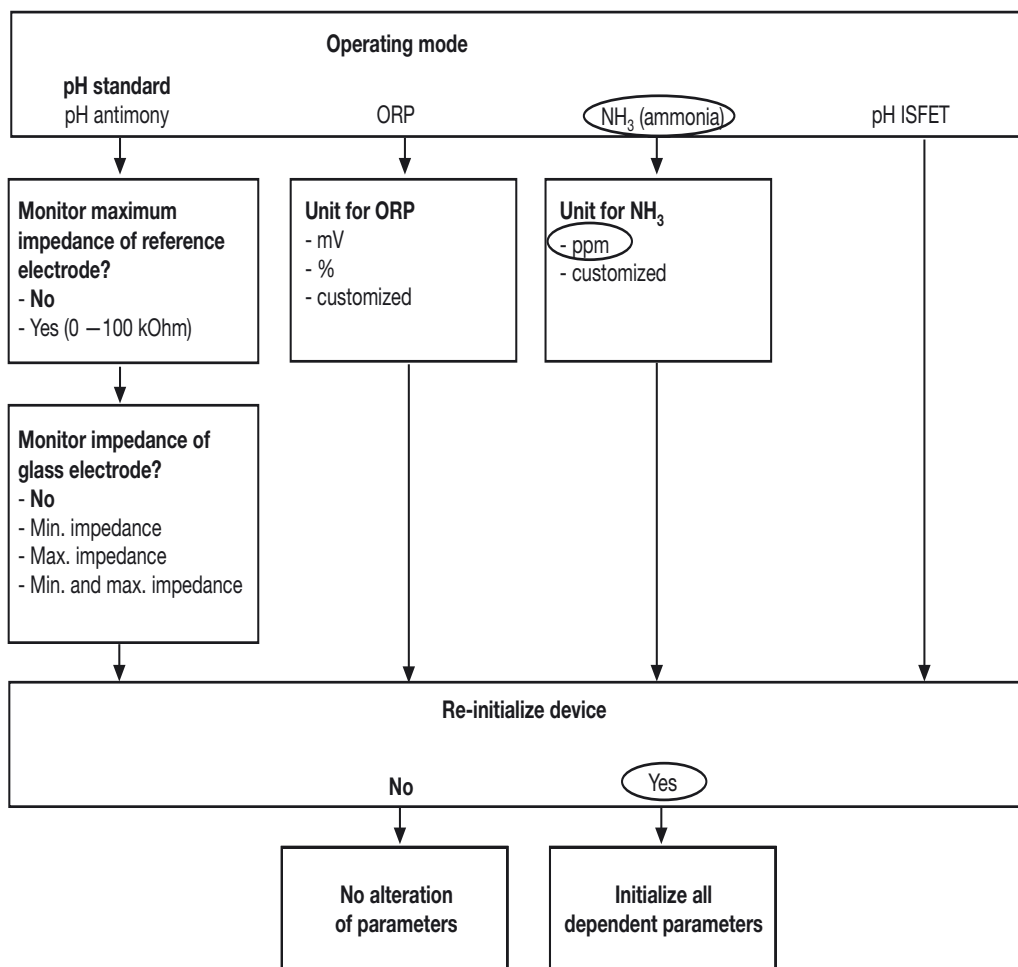 Operating mode
pH standard
pH antimony
ORP
NH3 (ammonia)
pH ISFET
Monitor maximum
impedance of reference
electrode?
- No
- Yes (0 – 100 kOhm)
Unit for ORP
- mV
- %
- customized
Unit for NH3
- ppm
- customized
Monitor impedance of
glass electrode?
- No
- Min. impedance
- Max. impedance
- Min. and max. impedance
Re-initialize device
No
Yes
No alteration
of parameters
Initialize all
dependent parameters